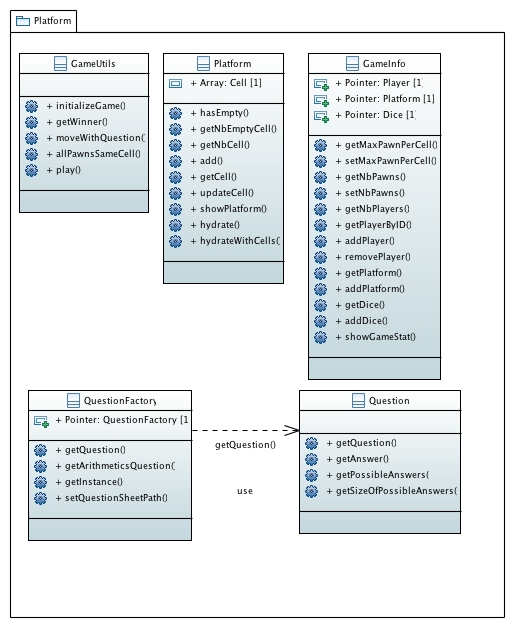 Platform
GameUtils
+ initializeGame()
+ getWinner()
+ moveWithQuestion(
+ allPawnsSameCell()
+ play()
Platform
+ Array: Cell [1]
+ hasEmpty()
+ getNbEmptyCell()
+ getNbCell()
+ add()
+ getCell()
+ updateCell()
+ showPlatform()
+ hydrate()
+ hydrateWithCells(
GameInfo
+ Pointer: Player [1]
+ Pointer: Platform [1]
+ Pointer: Dice [1]
+ getMaxPawnPerCell()
+ setMaxPawnPerCell()
+ getNbPawns()
+ setNbPawns()
+ getNbPlayers()
+ getPlayerByID()
+ addPlayer()
+ removePlayer()
+ getPlatform()
+ addPlatform()
+ getDice()
+ addDice()
+ showGameStat()
QuestionFactory
+ Pointer: QuestionFactory [1
+ getQuestion()
+ getArithmeticsQuestion(
+ getInstance()
+ setQuestionSheetPath()
getQuestion()
use
Question
+ getQuestion()
+ getAnswer()
+ getPossibleAnswers(
+ getSizeOfPossibleAnswers(